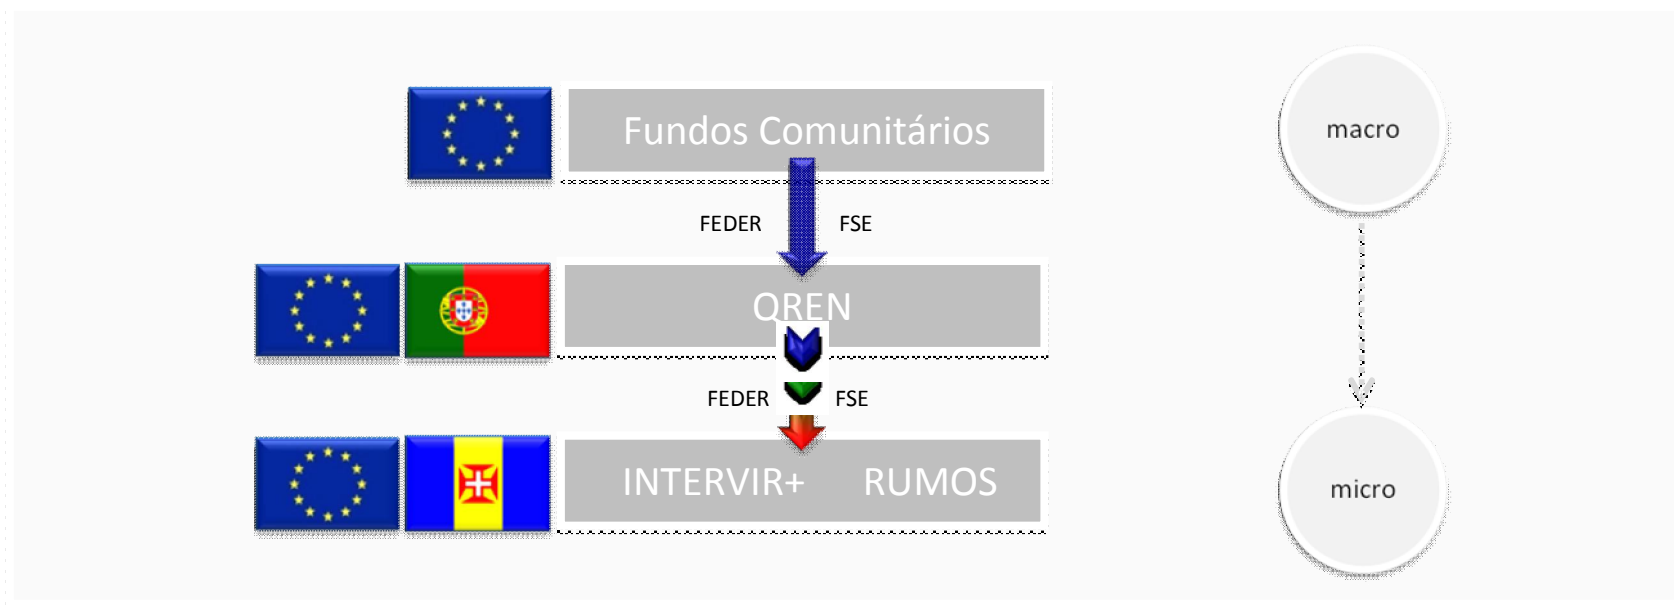 Fundos Comunitários
macro
FEDER FSE
QREN
FEDER FSE
INTERVIR+ RUMOS
micro